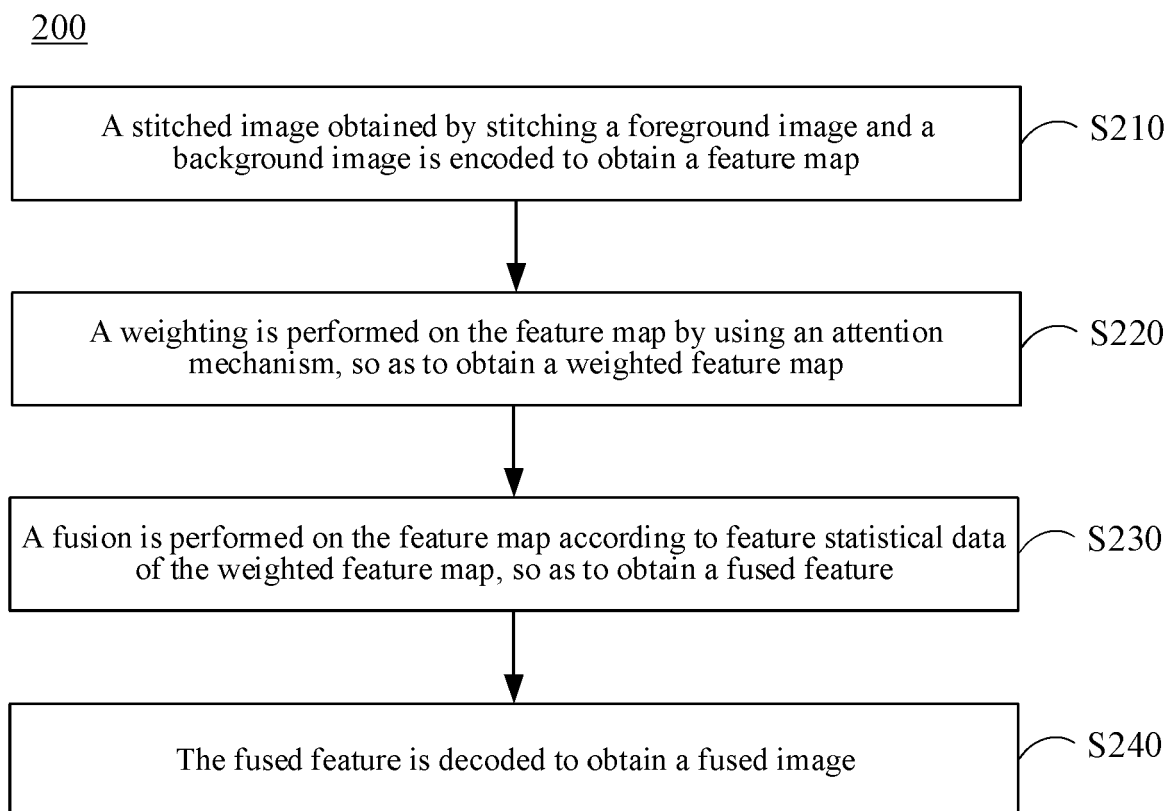 200
A stitched image obtained by stitching a foreground image and a
background image is encoded to obtain a feature map
S210
A weighting is performed on the feature map by using an attention
mechanism, so as to obtain a weighted feature map
S220
A fusion is performed on the feature map according to feature statistical data
of the weighted feature map, so as to obtain a fused feature
S230
The fused feature is decoded to obtain a fused image
S240